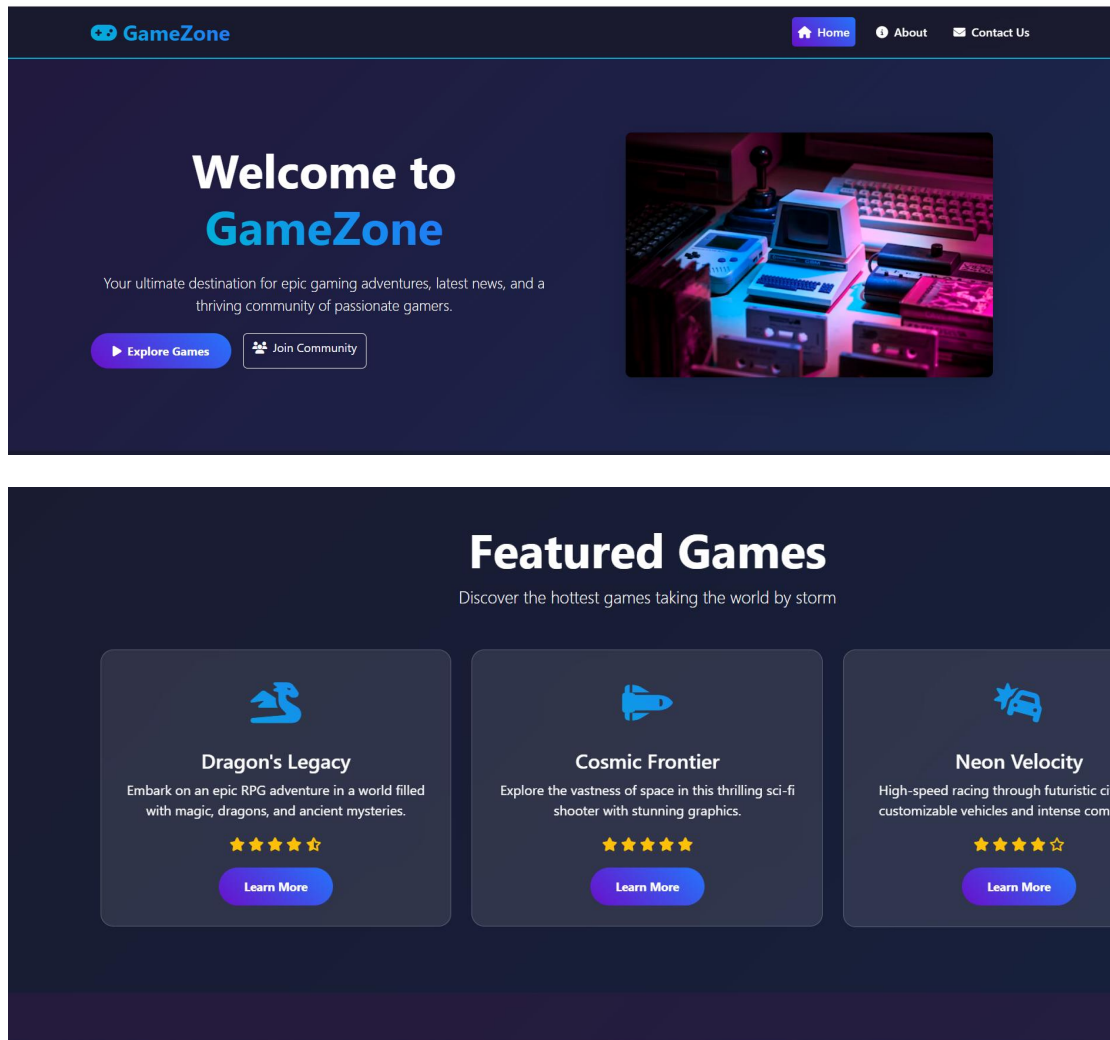 GameZone
Home
About
Contact Us
Welcome to
GameZone
Your ultimate destination for epic gaming adventures, latest news, and a
thriving community of passionate gamers.
Explore Games
Join Community
Featured Games
Discover the hottest games taking the world by storm
Dragon's Legacy
Embark on an epic RPG adventure in a world filled
with magic, dragons, and ancient mysteries.
Learn More
Cosmic Frontier
Explore the vastness of space in this thrilling sci-fi
shooter with stunning graphics.
Learn More
Neon Velocity
High-speed racing through futuristic
customizable vehicles and intense
Learn More